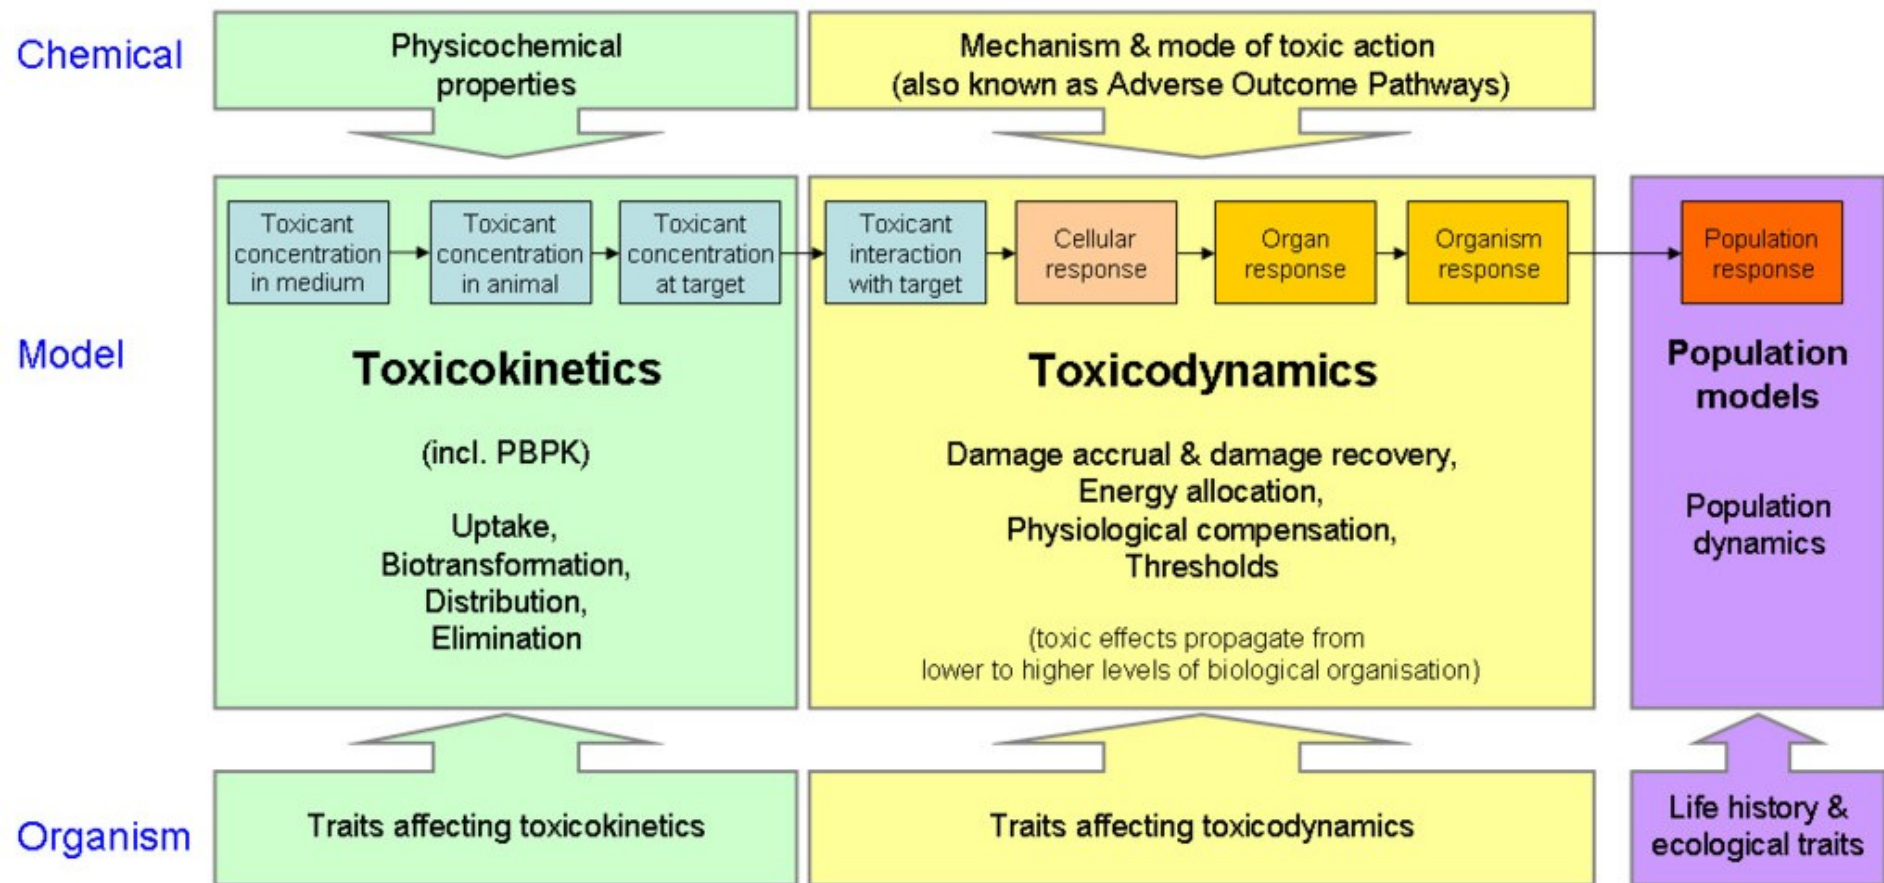 Chemical
Physicochemical
properties
Mechanism & mode of toxic action
(also known as Adverse Outcome Pathways)
Model
Toxicant
concentration
in medium
Toxicant
concentration
in animal
Toxicant
concentration
at target
Toxicant
interaction
with target
Cellular
response
Organ
response
Organism
response
Population
response
Toxicokinetics
(incl. PBPK)
Uptake,
Biotransformation,
Distribution,
Elimination
Toxicodynamics
Damage accrual & damage recovery,
Energy allocation,
Physiological compensation,
Thresholds
(toxic effects propagate from
lower to higher levels of biological organisation)
Population
models
Population
dynamics
Organism
Traits affecting toxicokinetics
Traits affecting toxicodynamics
Life history &
ecological traits